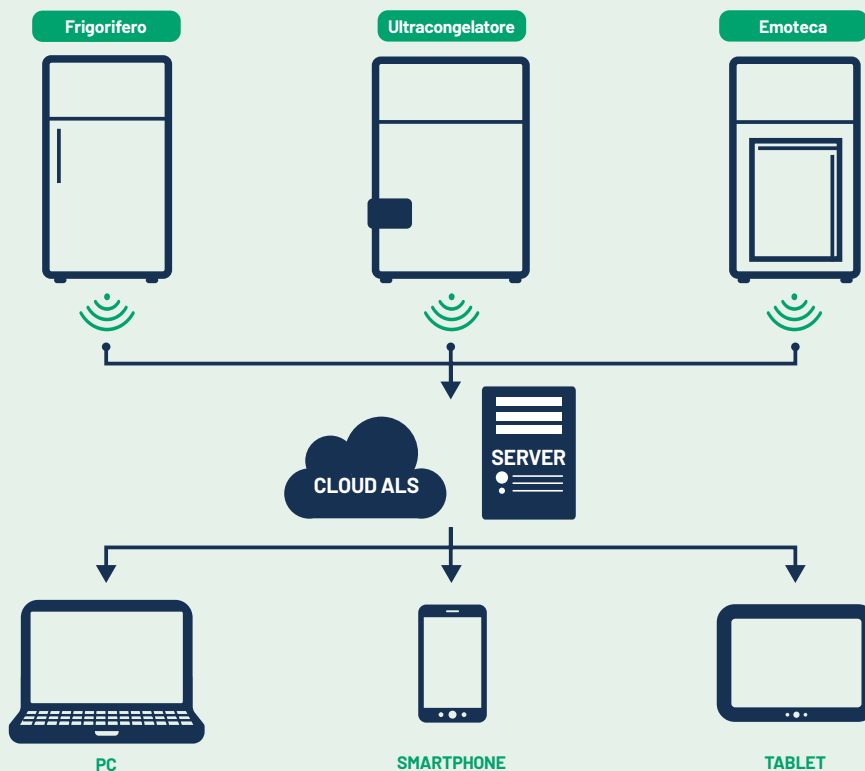 Frigorifero
Ultracongelatore
Emoteca
CLOUD ALS
SERVER
PC
SMARTPHONE
TABLET